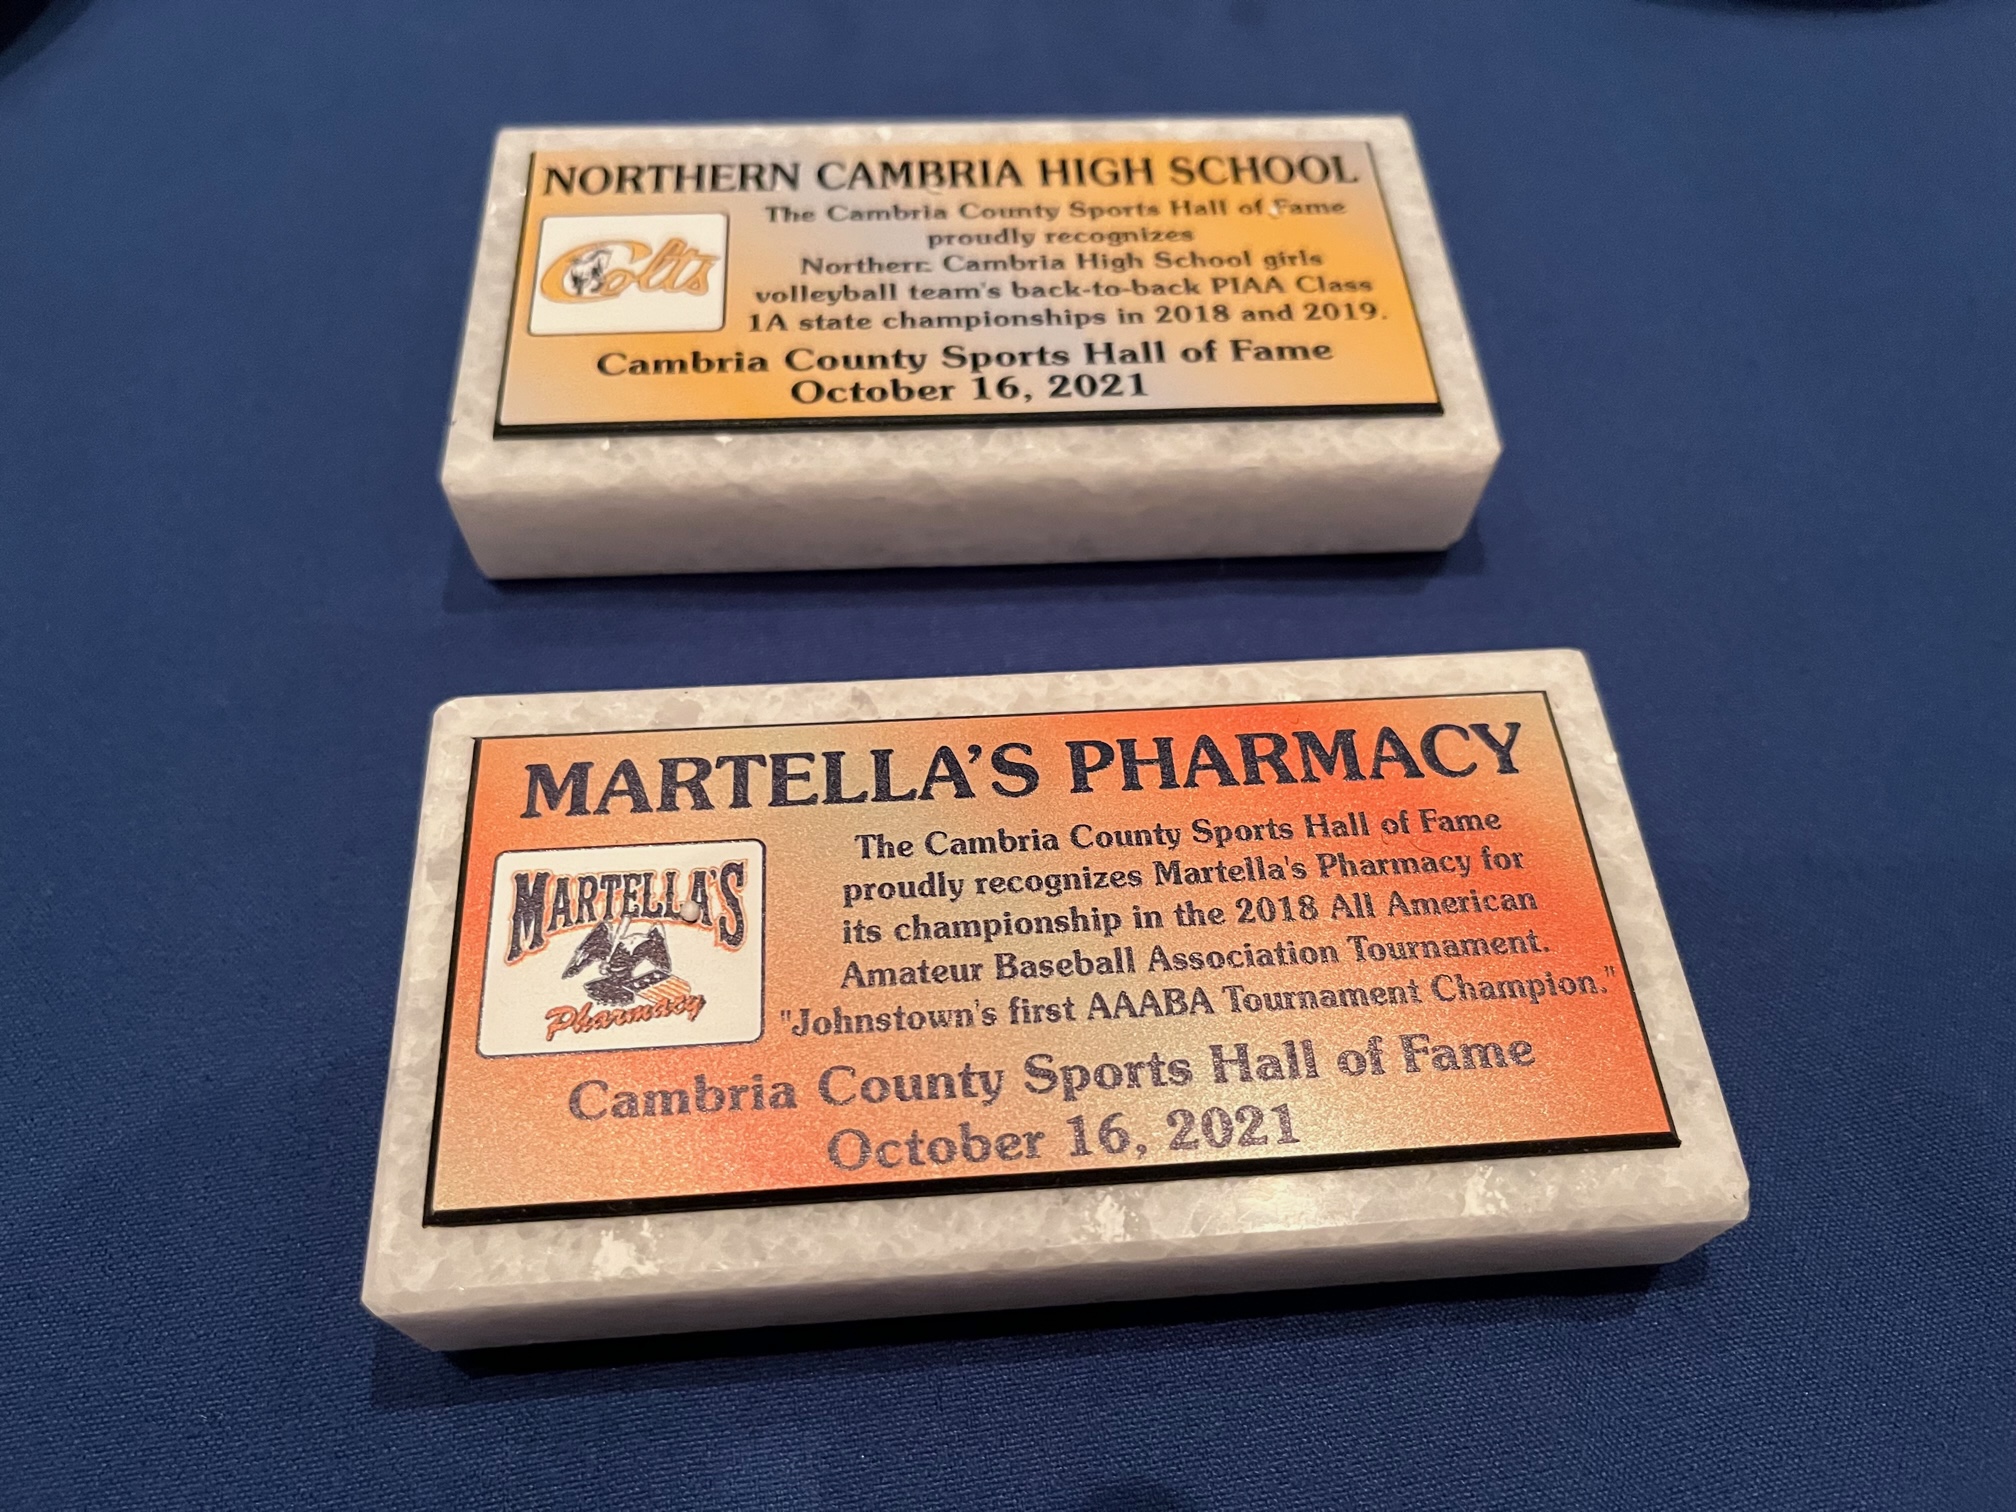 NORTHERN CAMBRIA HIGH SCHOOL
Colts
The Cambria County Sports Hall of Fame
proudly recognizes
Northern Cambria High School girls
volleyball team's back-to-back PIAA Class
1A state championships in 2018 and 2019.
Cambria County Sports Hall of Fame
October 16, 2021
MARTELLA'S PHARMACY
MARTELLA'S
Pharmacy
The Cambria County Sports Hall of Fame
proudly recognizes Martella's Pharmacy for
its championship in the 2018 All American
Amateur Baseball Association Tournament.
"Johnstown's first AAABA Tournament Champion."
Cambria County Sports Hall of Fame
October 16, 2021